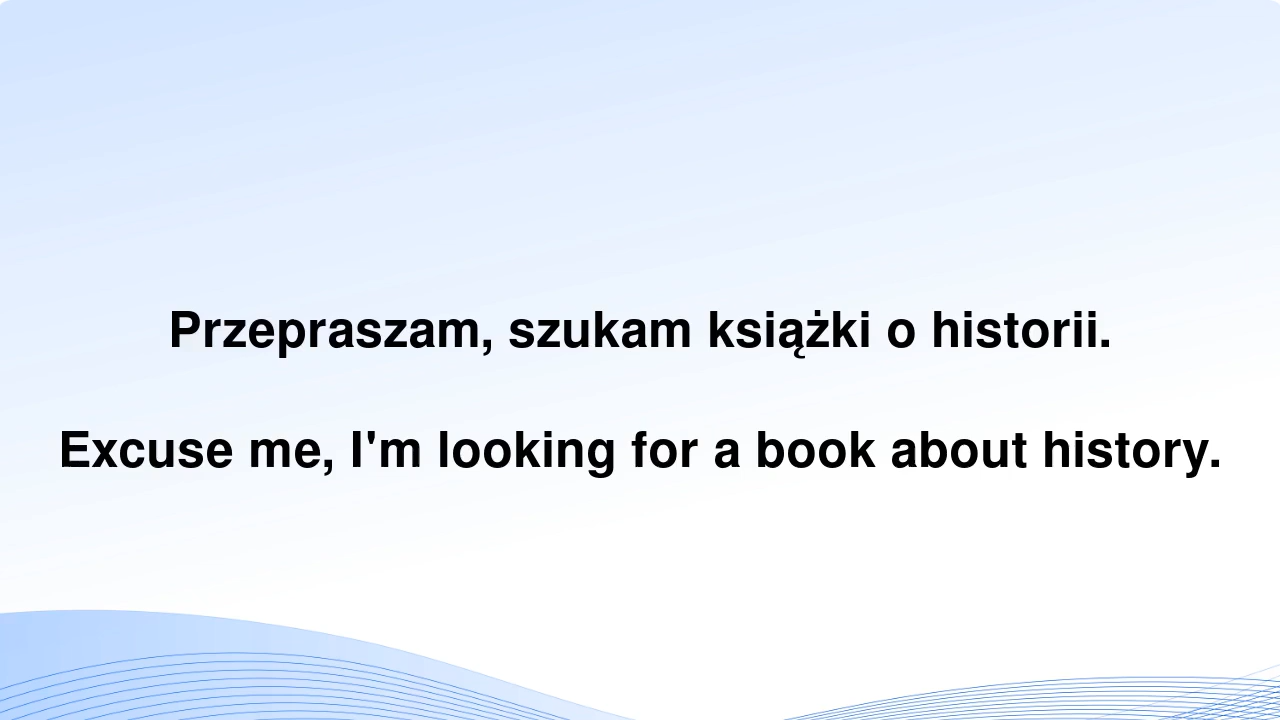 Przepraszam, szukam książki o historii.
Excuse me, I'm looking for a book about history.